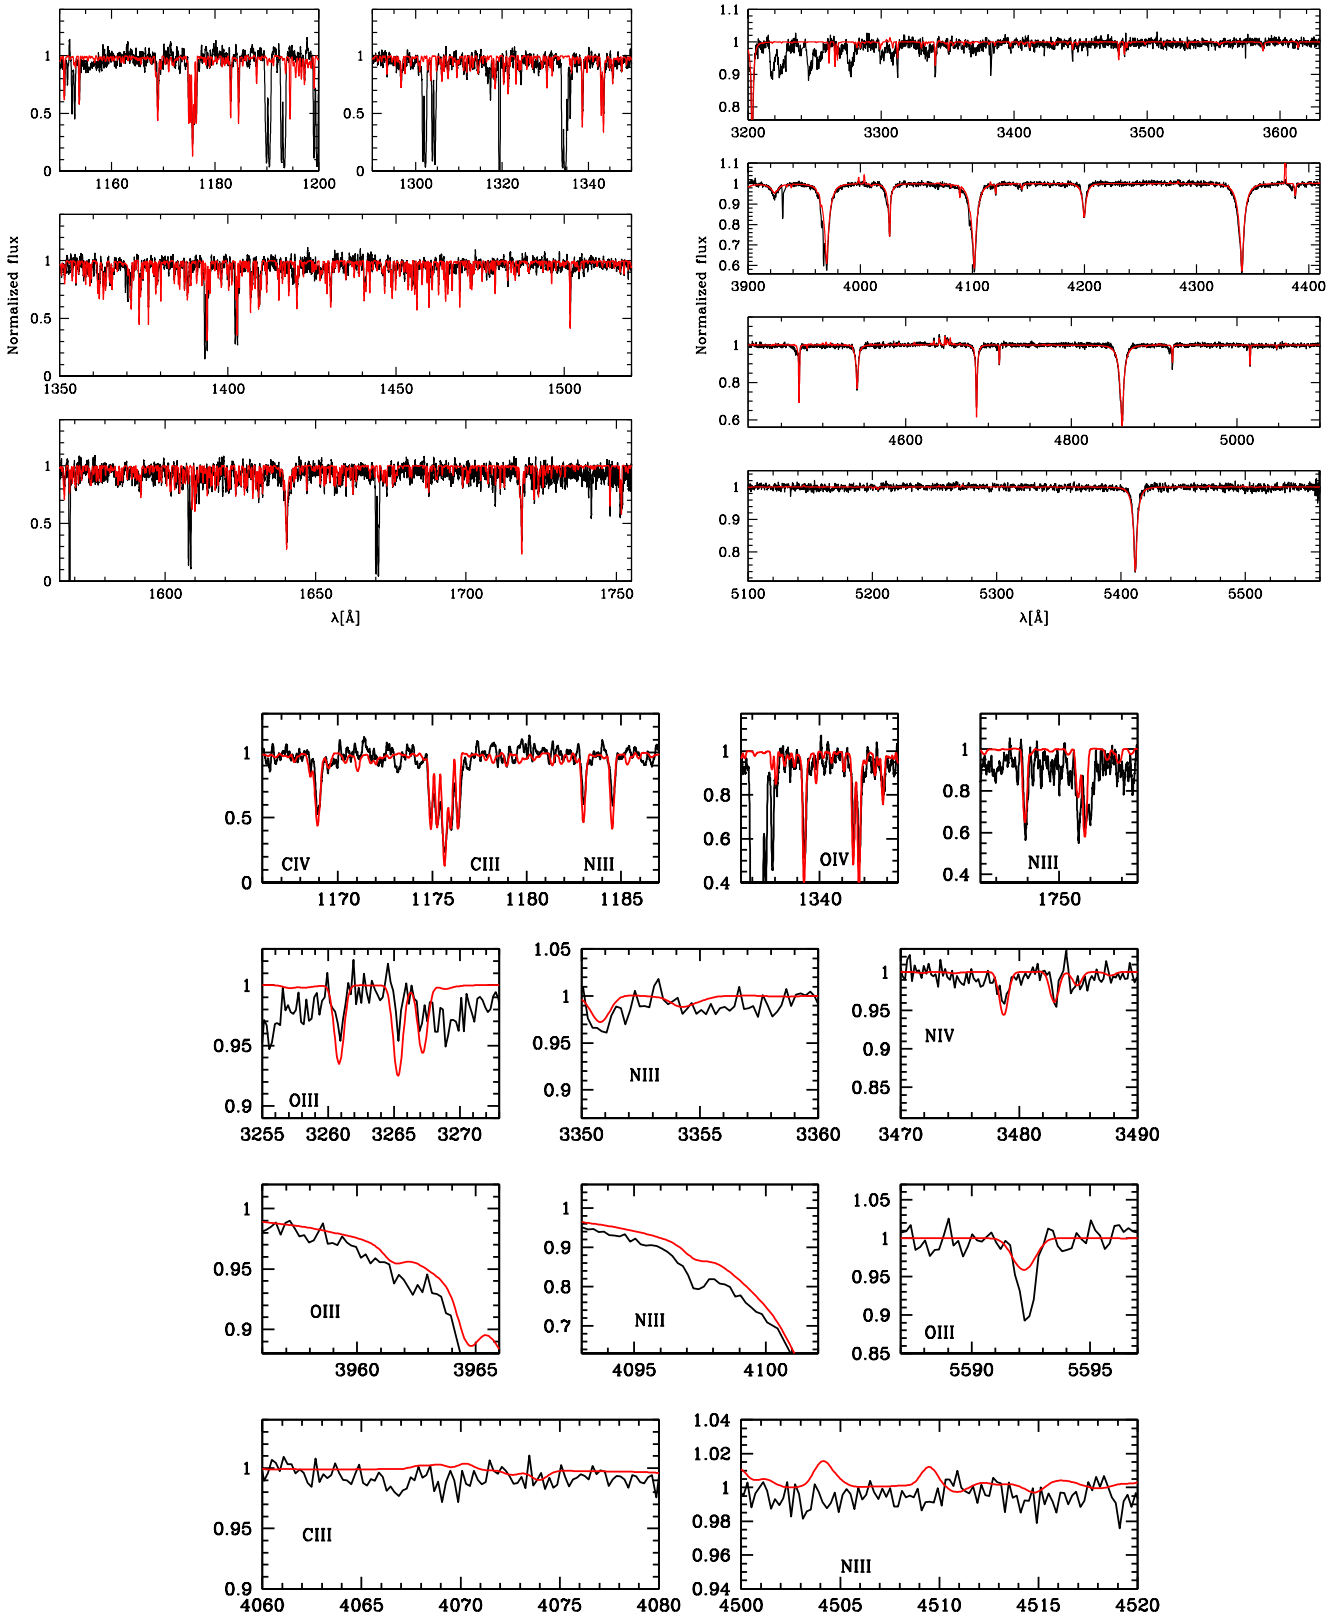 1 0.5 0
1160 1180 1200
1 0.5 0
1300 1320 1340
1 0.5 0
1350 1400 1450 1500
1 0.5 0
1600 1650 1700 1750
Normalized flux
λ[Å]
1.1 1 0.9 0.8
3200 3300 3400 3500 3600
1.1 1 0.9 0.8 0.7 0.6
3900 4000 4100 4200 4300 4400
1 0.8 0.6
4600 4800 5000
1 0.9 0.8
5100 5200 5300 5400 5500
Normalized flux
λ[Å]
1 0.5 0
CIV CIII NIII
1170 1175 1180 1185
1 0.8 0.6 0.4
OIV
1340
1 0.8 0.6 0.4
NIII
1750
1 0.95 0.9
OIII
3255 3260 3265 3270
1.05 1 0.95 0.9
NIII
3350 3355 3360
1 0.95 0.9 0.85
NIV
3470 3480 3490
1 0.95 0.9
OIII
3960 3965
1 0.9 0.8 0.7
NIII
4095 4100
1.05 1 0.95 0.9 0.85
OIII
5590 5595
1 0.95 0.9
CIII
4060 4065 4070 4075 4080
1.04 1.02 1 0.98 0.96 0.94
NIII
4500 4505 4510 4515 4520